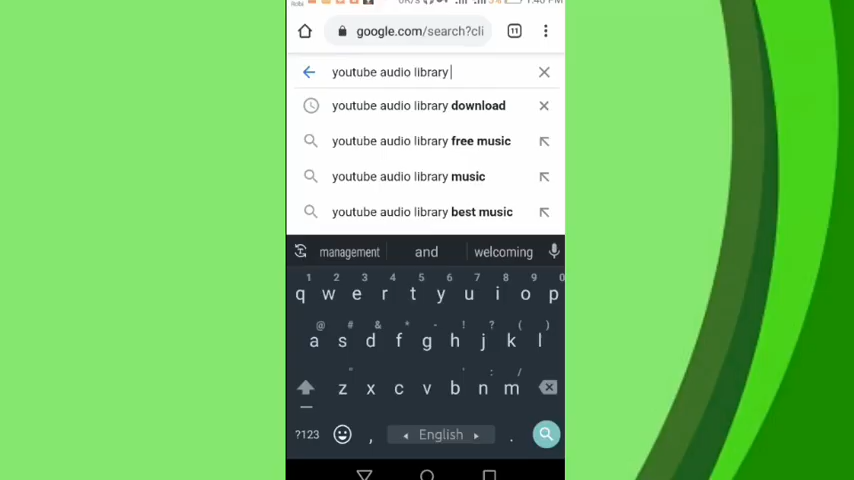 google.com/search?cli
11
youtube audio library
youtube audio library download
youtube audio library free music
youtube audio library music
youtube audio library best music
management and welcoming
1 2 3 4 5 6 7 8 9 0
q w e r t y u i o p
@ # & * - ! ? ( )
a s d f g h j k l
" ' : ; /
z x c v b n m
?123 , English .